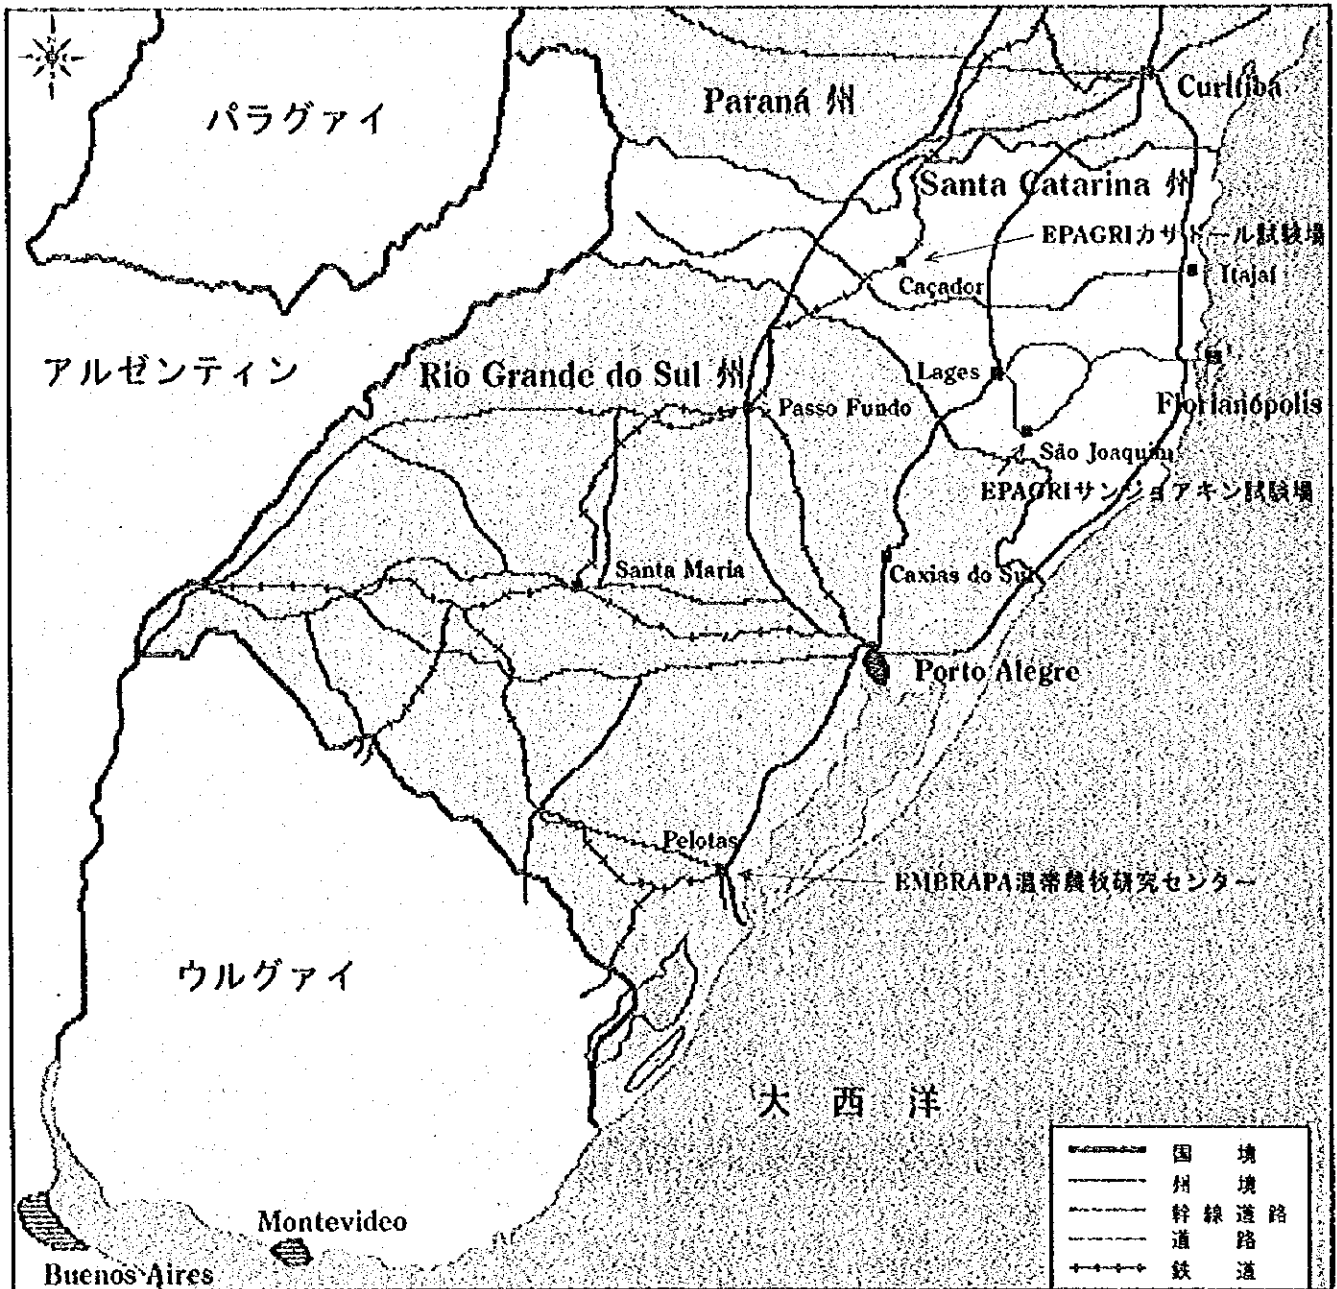 Curitiba
Paraná 州
パラグァイ
Santa Catarina 州
EPAGRIカサドール試験場
Itajaí
Caçador
アルゼンティン
Rio Grande do Sul 州
Lages
Passo Fundo
Florianópolis
São Joaquim
EPAGRIサンジョアキン試験場
Santa Maria
Caxias do Sul
Porto Alegre
Pelotas
EMBRAPA温帯農牧研究センター
ウルグァイ
大西洋
国境
州境
幹線道路
道路
鉄道
Montevideo
Buenos Aires